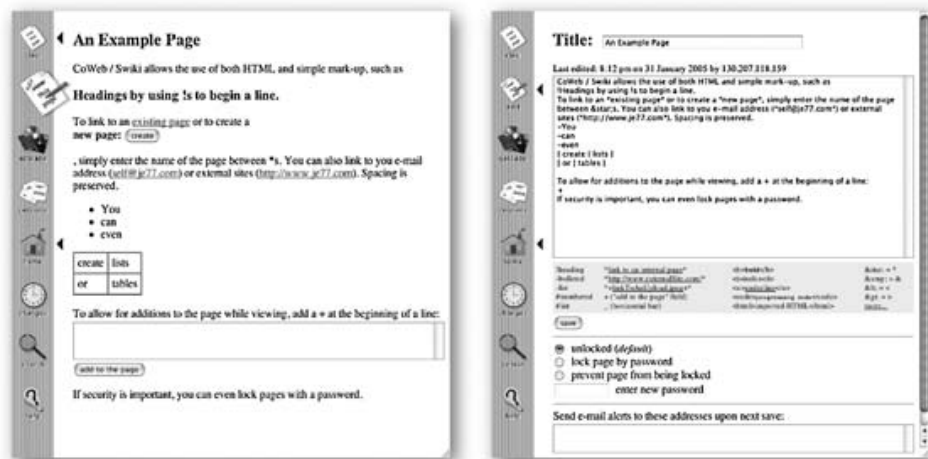 An Example Page
CoWeb / Swiki allows the use of both HTML and simple mark-up, such as
Headings by using !s to begin a line.
To link to an existing page or to create a
new page: create
, simply enter the name of the page between *s. You can also link to you e-mail
address (self@je77.com) or external sites (http://www.je77.com). Spacing is
preserved.
• You
• can
• even
create lists
or tables
To allow for additions to the page while viewing, add a + at the beginning of a line:
add to the page
If security is important, you can even lock pages with a password.
Title: An Example Page
Last edited: 8:12 pm on 31 January 2005 by 130.207.118.159
CoWeb / Swiki allows the use of both HTML and simple mark-up, such as
!Headings by using !s to begin a line.
To link to an *existing page* or to create a *new page*, simply enter the name of the page
between &star;s. You can also link to you e-mail address (*self@je77.com*) or external
sites (*http://www.je77.com*). Spacing is preserved.
-You
-can
-even
| create | lists |
| or | tables |
To allow for additions to the page while viewing, add a + at the beginning of a line:
+
If security is important, you can even lock pages with a password.
!heading *link to an internal page*
save
unlocked (default)
lock page by password
prevent page from being locked
enter new password
Send e-mail alerts to these addresses upon next save: